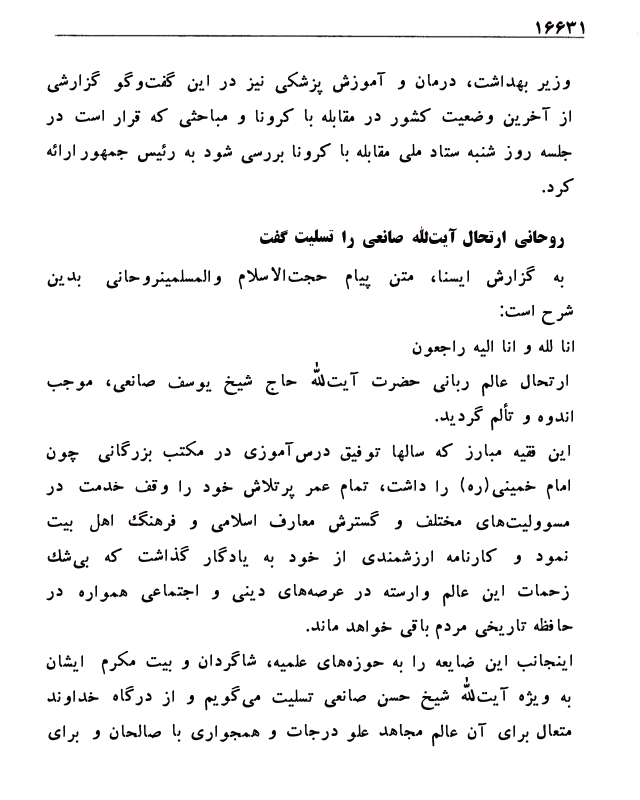 ۱۶۶۳۱
وزیر بهداشت، درمان و آموزش پزشکی نیز در این گفت‌وگو گزارشی
از آخرین وضعیت کشور در مقابله با کرونا و مباحثی که قرار است در
جلسه روز شنبه ستاد ملی مقابله با کرونا بررسی شود به رئیس جمهور ارائه
کرد.
روحانی ارتحال آیت‌الله صانعی را تسلیت گفت
به گزارش ایسنا، متن پیام حجت‌الاسلام والمسلمینروحانی بدین
شرح است:
انا لله و انا الیه راجعون
ارتحال عالم ربانی حضرت آیت‌الله حاج شیخ یوسف صانعی، موجب
اندوه و تألم گردید.
این فقیه مبارز که سالها توفیق درس‌آموزی در مکتب بزرگانی چون
امام خمینی(ره) را داشت، تمام عمر پرتلاش خود را وقف خدمت در
مسوولیت‌های مختلف و گسترش معارف اسلامی و فرهنگ اهل بیت
نمود و کارنامه ارزشمندی از خود به یادگار گذاشت که بی‌شك
زحمات این عالم وارسته در عرصه‌های دینی و اجتماعی همواره در
حافظه تاریخی مردم باقی خواهد ماند.
اینجانب این ضایعه را به حوزه‌های علمیه، شاگردان و بیت مکرم ایشان
به ویژه آیت‌الله شیخ حسن صانعی تسلیت می‌گویم و از درگاه خداوند
متعال برای آن عالم مجاهد علو درجات و همجواری با صالحان و برای